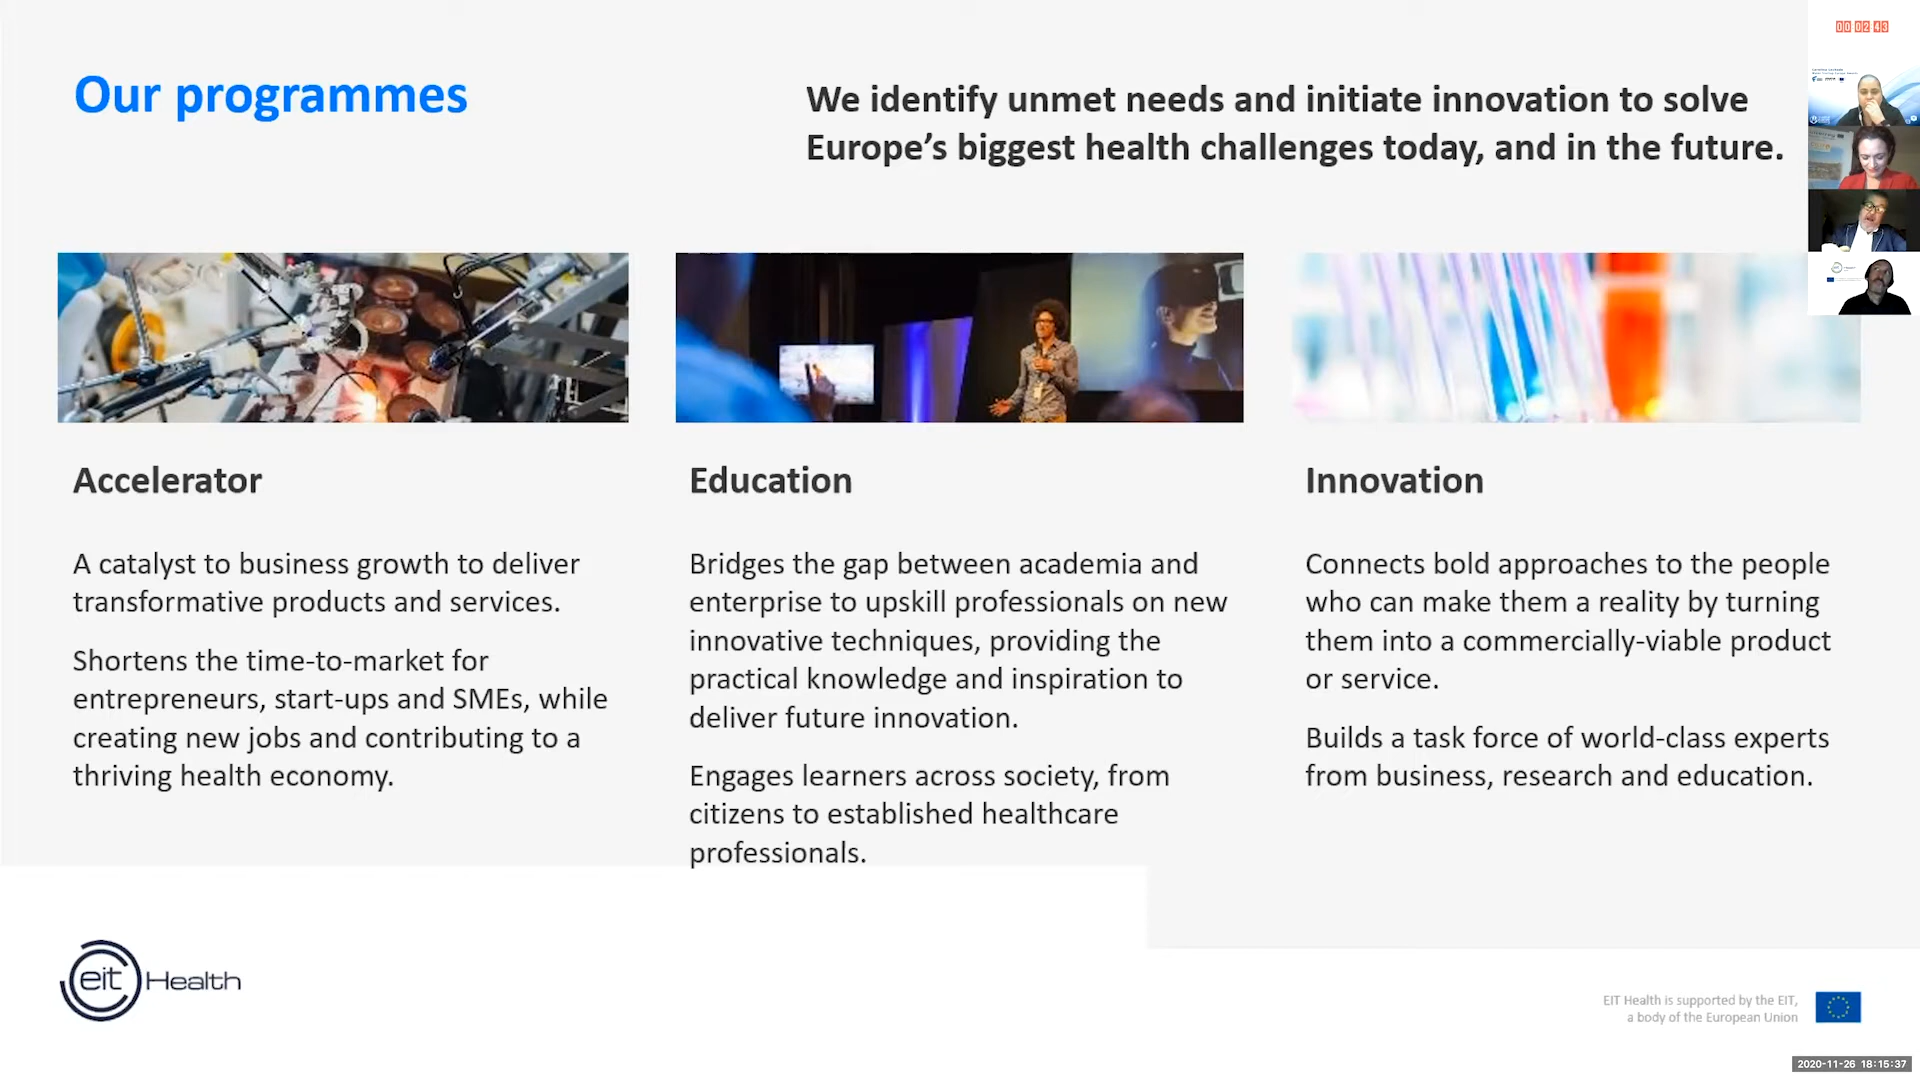 Our programmes
We identify unmet needs and initiate innovation to solve
Europe’s biggest health challenges today, and in the future.
00 02 43
Accelerator
A catalyst to business growth to deliver
transformative products and services.
Shortens the time-to-market for
entrepreneurs, start-ups and SMEs, while
creating new jobs and contributing to a
thriving health economy.
Education
Bridges the gap between academia and
enterprise to upskill professionals on new
innovative techniques, providing the
practical knowledge and inspiration to
deliver future innovation.
Engages learners across society, from
citizens to established healthcare
professionals.
Innovation
Connects bold approaches to the people
who can make them a reality by turning
them into a commercially-viable product
or service.
Builds a task force of world-class experts
from business, research and education.
eit Health
EIT Health is supported by the EIT,
a body of the European Union
2020-11-26 18:15:37